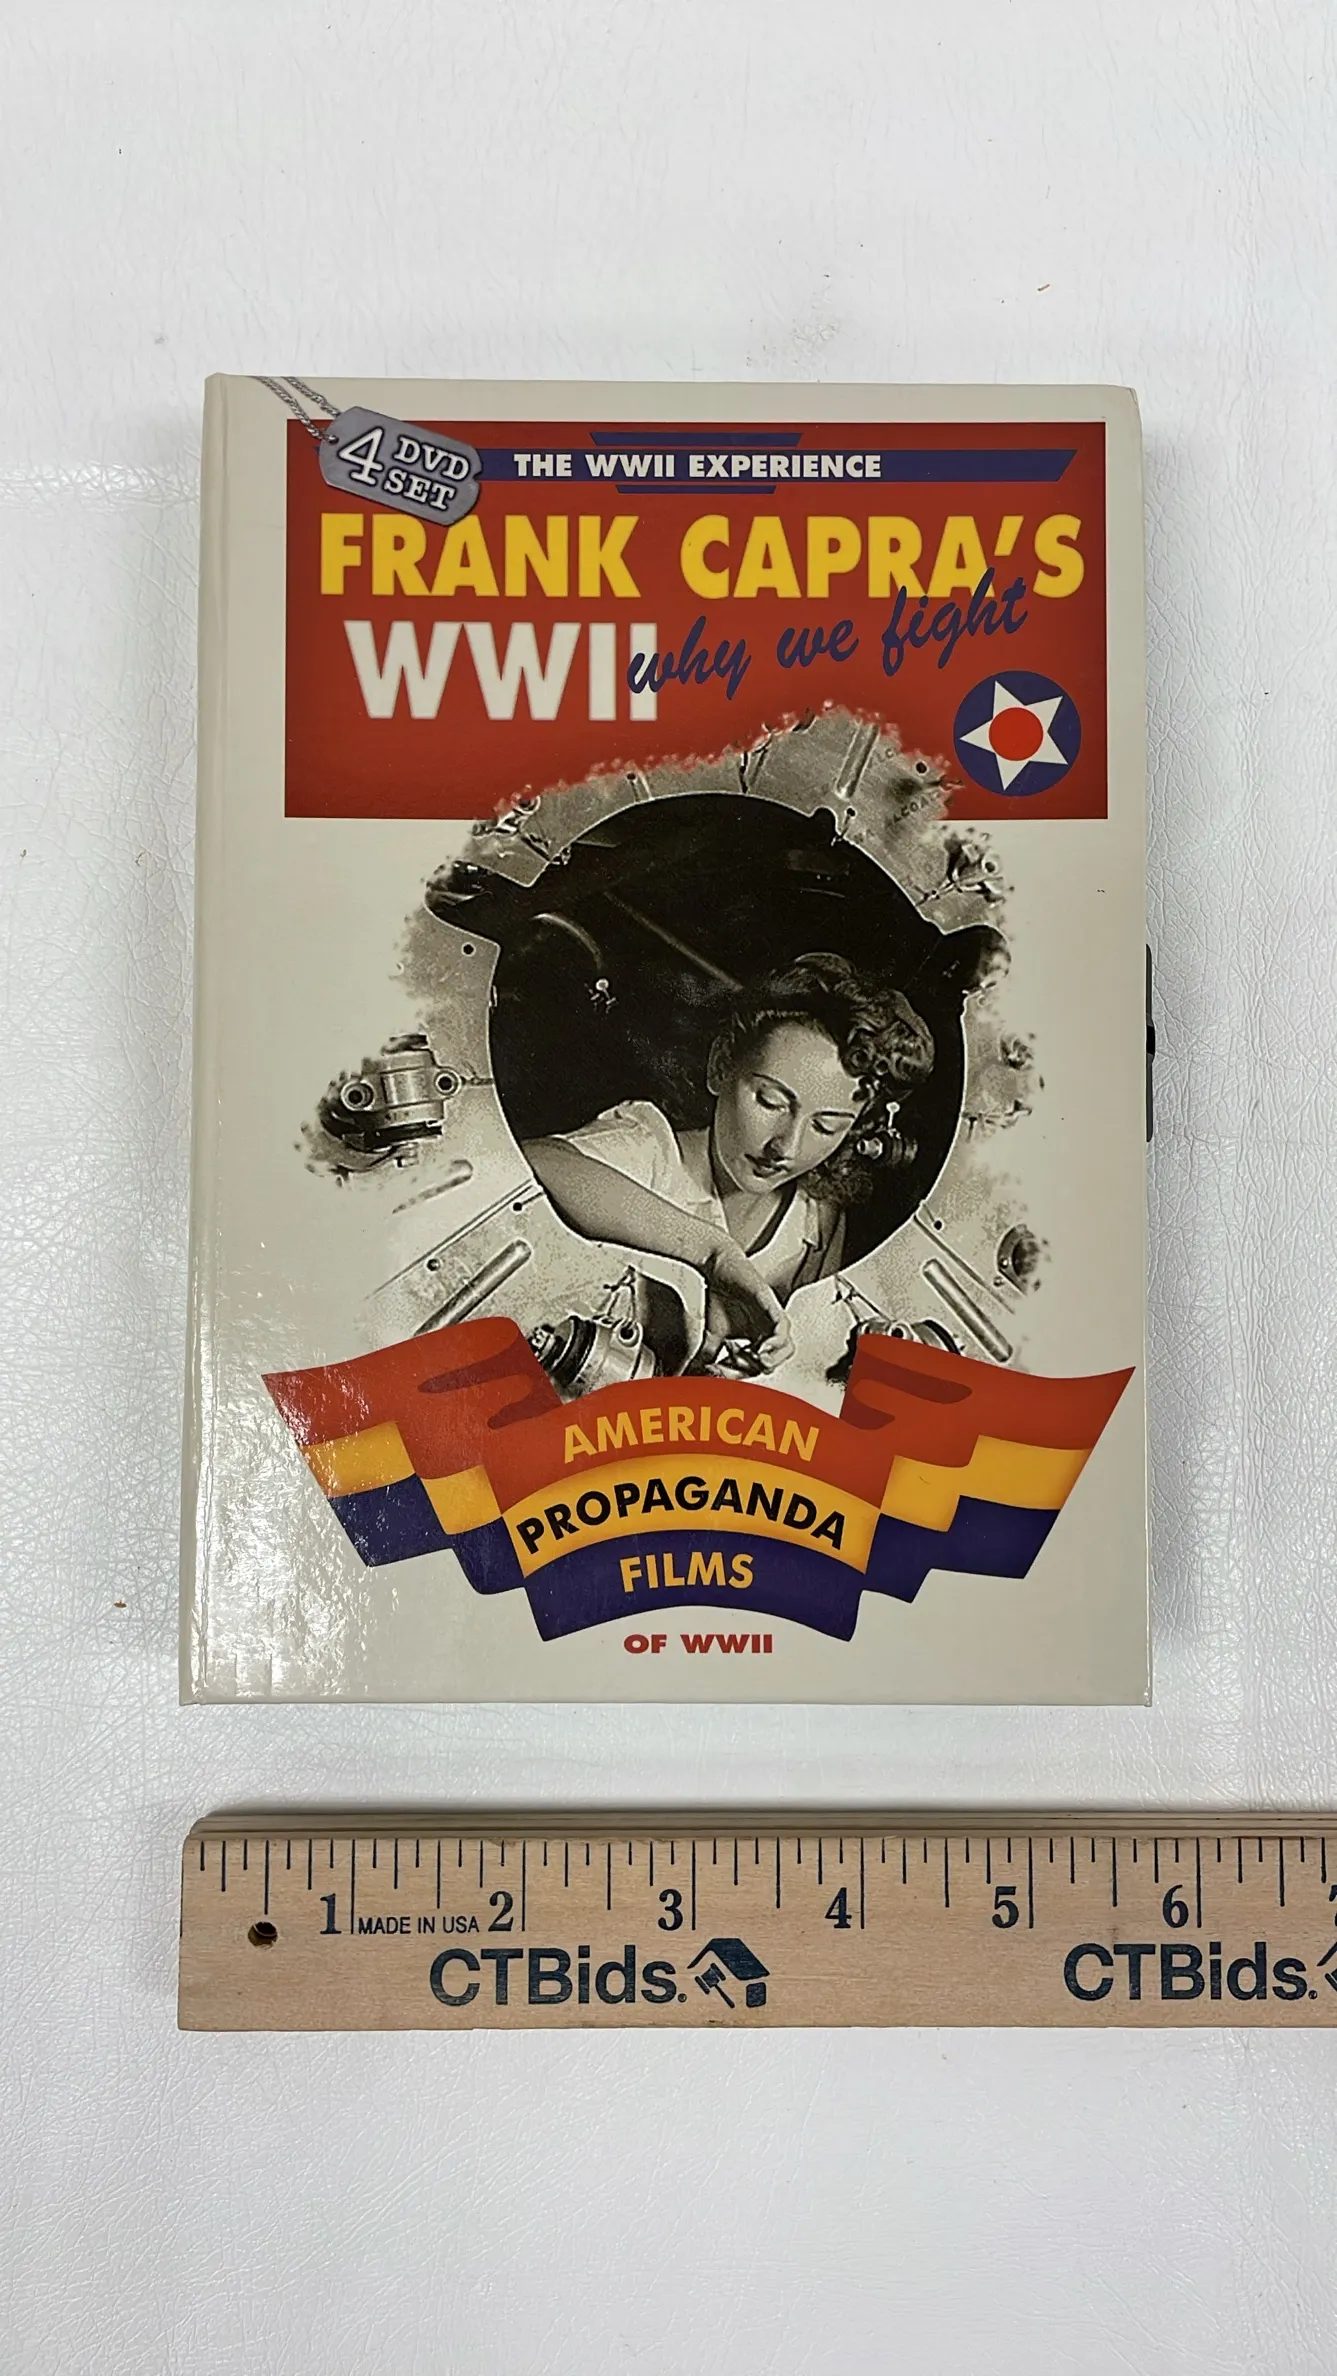 4 DVD SET
THE WWII EXPERIENCE
FRANK CAPRA'S
WWII why we fight
AMERICAN
PROPAGANDA
FILMS
OF WWII
1 2 3 4 5 6
MADE IN USA
CTBids. CTBids.